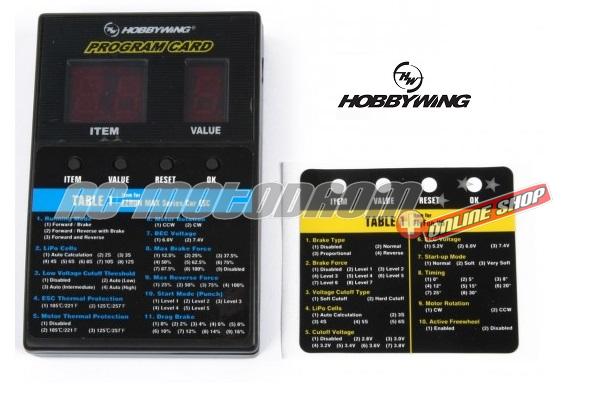 HOBBYWING
PROGRAM CARD
ITEM
VALUE
ITEM VALUE RESET OK
TABLE 1
MAX Series Car ESC
RC-MOTODROM
ONLINE SHOP
1. Running Mode
(1) Forward / Brake
(2) Forward / Reverse with Brake
(3) Forward and Reverse
2. LiPo Cells
(1) Auto Calculation (2) 2S (3) 3S
(4) 4S (5) 6S (6) 8S (7) 10S (8) 12S
3. Low Voltage Cutoff Threshold
(1) Disabled (2) Auto (Low)
(3) Auto (Intermediate) (4) Auto (High)
4. ESC Thermal Protection
(1) 105℃/221℉ (2) 125℃/257℉
5. Motor Thermal Protection
(1) Disabled
(2) 105℃/221℉ (3) 125℃/257℉
6. Motor Rotation
(1) CCW (2) CW
7. BEC Voltage
(1) 6.0V (2) 7.4V
8. Max Brake Force
(1) 12.5% (2) 25% (3) 37.5%
(4) 50% (5) 62.5% (6) 75%
(7) 87.5% (8) 100% (9) Disabled
9. Max Reverse Force
(1) 25% (2) 50% (3) 75% (4) 100%
10. Start Mode (Punch)
(1) Level 1 (2) Level 2 (3) Level 3
(4) Level 4 (5) Level 5
11. Drag Brake
(1) 0% (2) 2% (3) 4% (4) 6% (5) 8%
(6) 10% (7) 12% (8) 14% (9) 16%
HOBBYWING
ITEM VALUE RESET OK
TABLE
Item for
1. Brake Type
(1) Disabled (2) Normal
(3) Proportional (4) Reverse
2. Brake Force
(1) Disabled (2) Level 1 (3) Level 2
(4) Level 3 (5) Level 4
3. Voltage Cutoff Type
(1) Soft Cutoff (2) Hard Cutoff
4. LiPo Cells
(1) Auto Calculation (2) 3S
(3) 4S (4) 5S (5) 6S
5. Cutoff Voltage
(1) Disabled (2) 2.8V (3) 3.0V
(4) 3.2V (5) 3.4V (6) 3.6V (7) 3.8V
6. BEC Voltage
(1) 5.2V (2) 6.0V (3) 7.4V
7. Start-up Mode
(1) Normal (2) Soft (3) Very Soft
8. Timing
(1) 0° (2) 5° (3) 8°
(4) 12° (5) 15° (6) 20°
(7) 25° (8) 30°
9. Motor Rotation
(1) CW (2) CCW
10. Active Freewheel
(1) Enabled (2) Disabled